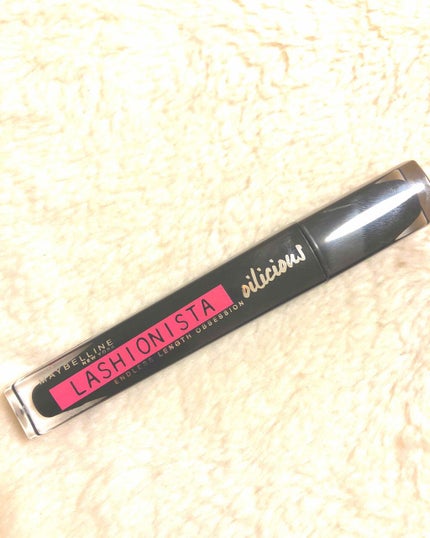 MAYBELLINE
NEW YORK
LASHIONISTA
oilicious
ENDLESS LENGTH OBSESSION